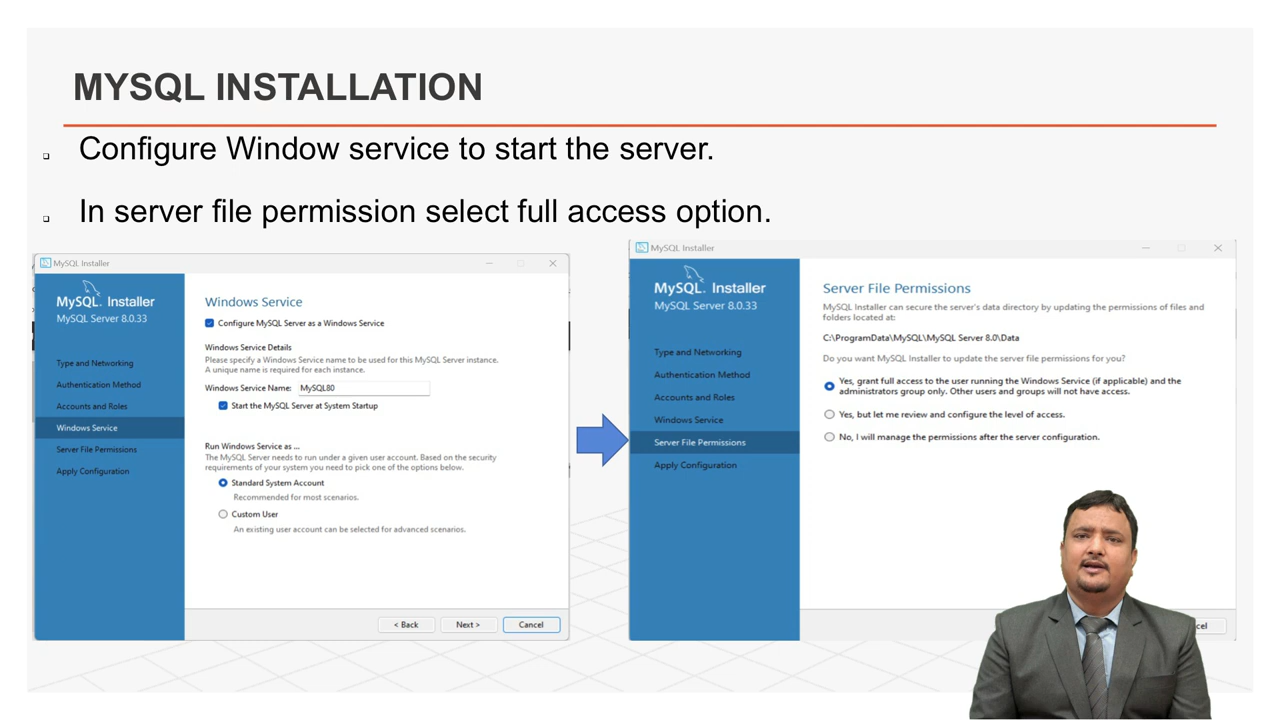 MYSQL INSTALLATION
Configure Window service to start the server.
In server file permission select full access option.
MySQL Installer
MySQL. Installer
MySQL Server 8.0.33
Type and Networking
Authentication Method
Accounts and Roles
Windows Service
Server File Permissions
Apply Configuration
Windows Service
Configure MySQL Server as a Windows Service
Windows Service Details
Please specify a Windows Service name to be used for this MySQL Server instance.
A unique name is required for each instance.
Windows Service Name: MySQL80
Start the MySQL Server at System Startup
Run Windows Service as ...
The MySQL Server needs to run under a given user account. Based on the security
requirements of your system you need to pick one of the options below.
Standard System Account
Recommended for most scenarios.
Custom User
An existing user account can be selected for advanced scenarios.
< Back Next > Cancel
MySQL Installer
MySQL. Installer
MySQL Server 8.0.33
Type and Networking
Authentication Method
Accounts and Roles
Windows Service
Server File Permissions
Apply Configuration
Server File Permissions
MySQL Installer can secure the server's data directory by updating the permissions of files and
folders located at:
C:\ProgramData\MySQL\MySQL Server 8.0\Data
Do you want MySQL Installer to update the server file permissions for you?
Yes, grant full access to the user running the Windows Service (if applicable) and the
administrators group only. Other users and groups will not have access.
Yes, but let me review and configure the level of access.
No, I will manage the permissions after the server configuration.
cel